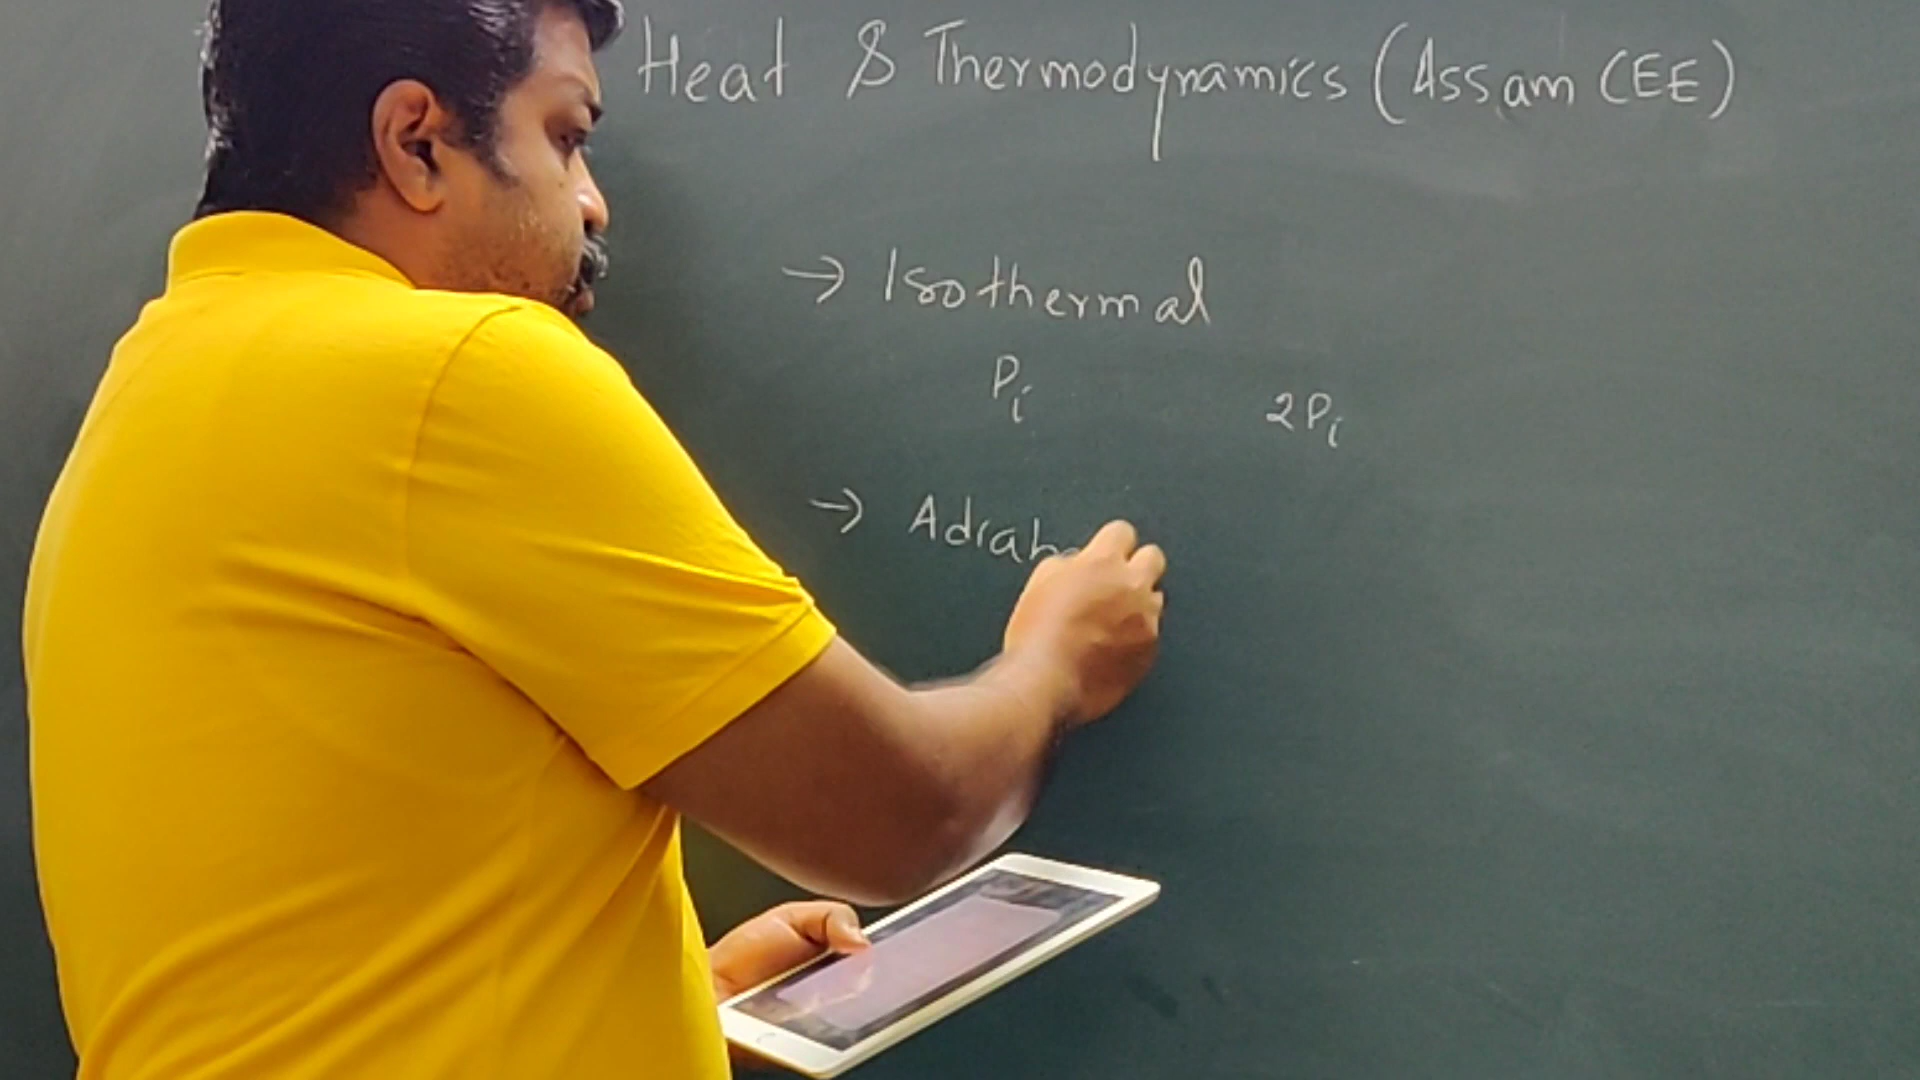 Heat & Thermodynamics (Assam CEE)
→ Isothermal
Pi 2Pi
→ Adiab